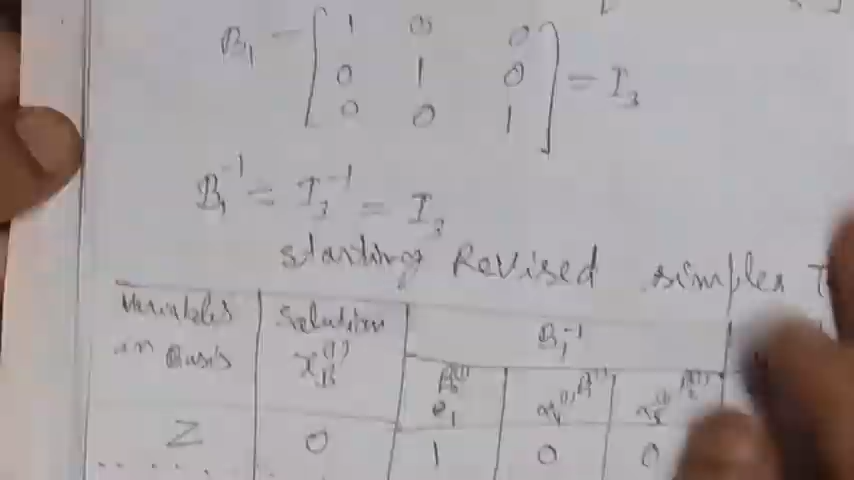 B₁ = [ 1 0 0
0 1 0 = I₃
0 0 1 ]
B₁⁻¹ = I₃⁻¹ = I₃
starting Revised simplex
Variables Solution B₁⁻¹
in Basis x_B⁽¹⁾ e₁
Z 0 1 0 0